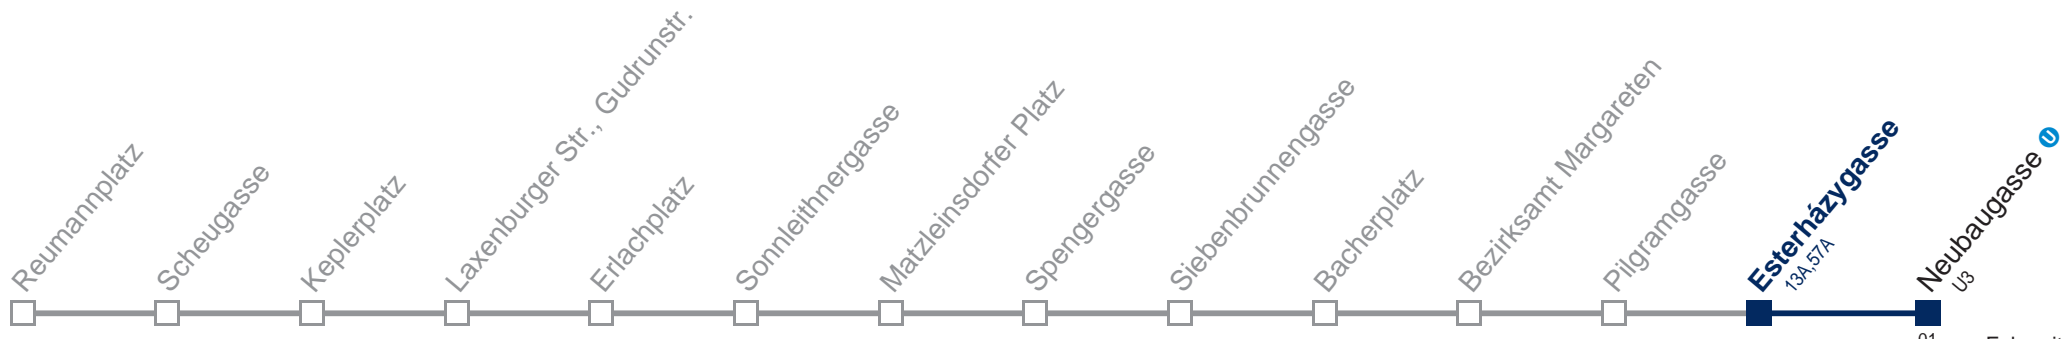 Reumannplatz
Scheugasse
Keplerplatz
Laxenburger Str., Gudrunstr.
Erlachplatz
Sonnleithnergasse
Matzleinsdorfer Platz
Spengergasse
Siebenbrunnengasse
Bacherplatz
Bezirksamt Margareten
Pilgramgasse
Esterházygasse
13A,57A
Neubaugasse U
U3